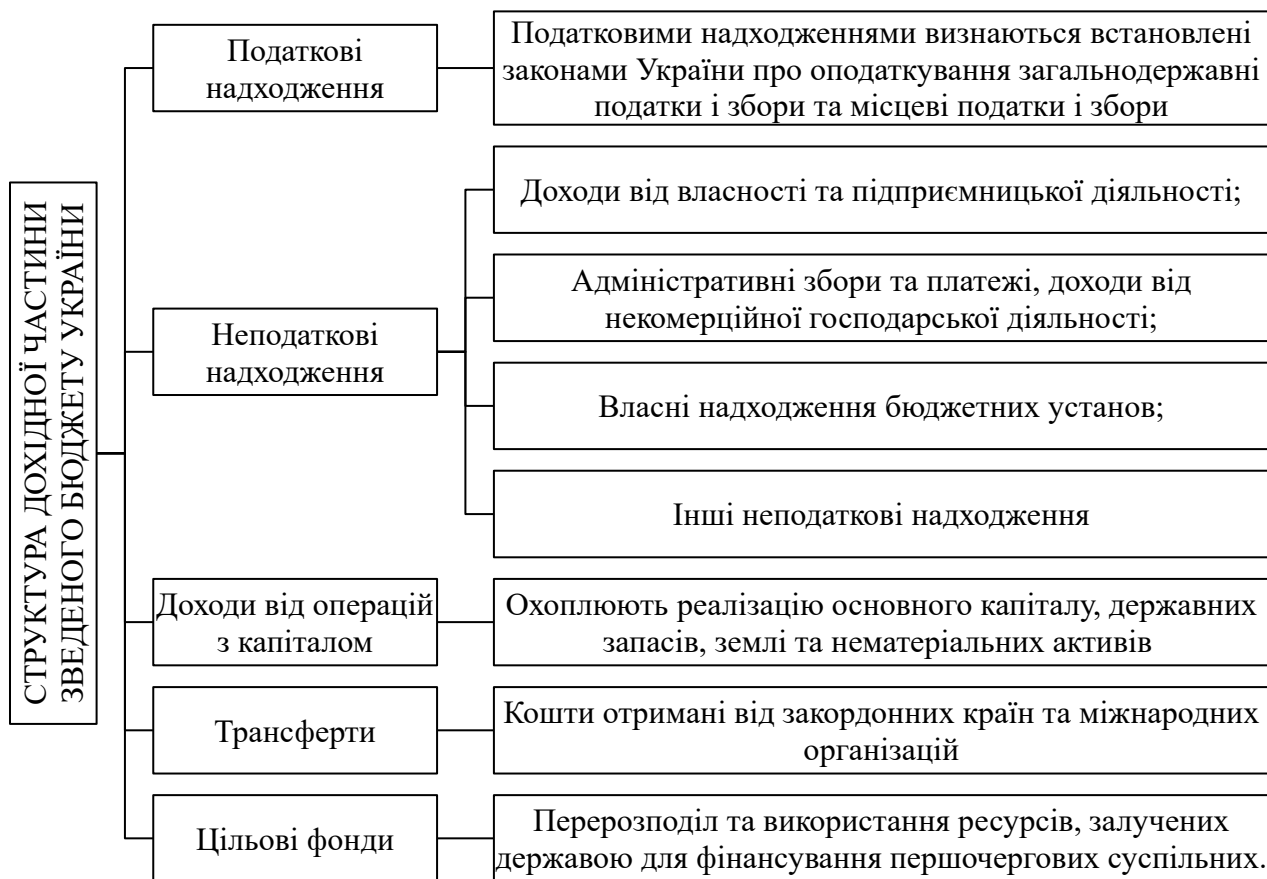 СТРУКТУРА ДОХІДНОЇ ЧАСТИНИ
ЗВЕДЕНОГО БЮДЖЕТУ УКРАЇНИ
Податкові
надходження
Податковими надходженнями визнаються встановлені
законами України про оподаткування загальнодержавні
податки і збори та місцеві податки і збори
Неподаткові
надходження
Доходи від власності та підприємницької діяльності;
Адміністративні збори та платежі, доходи від
некомерційної господарської діяльності;
Власні надходження бюджетних установ;
Інші неподаткові надходження
Доходи від операцій
з капіталом
Охоплюють реалізацію основного капіталу, державних
запасів, землі та нематеріальних активів
Трансферти
Кошти отримані від закордонних країн та міжнародних
організацій
Цільові фонди
Перерозподіл та використання ресурсів, залучених
державою для фінансування першочергових суспільних.